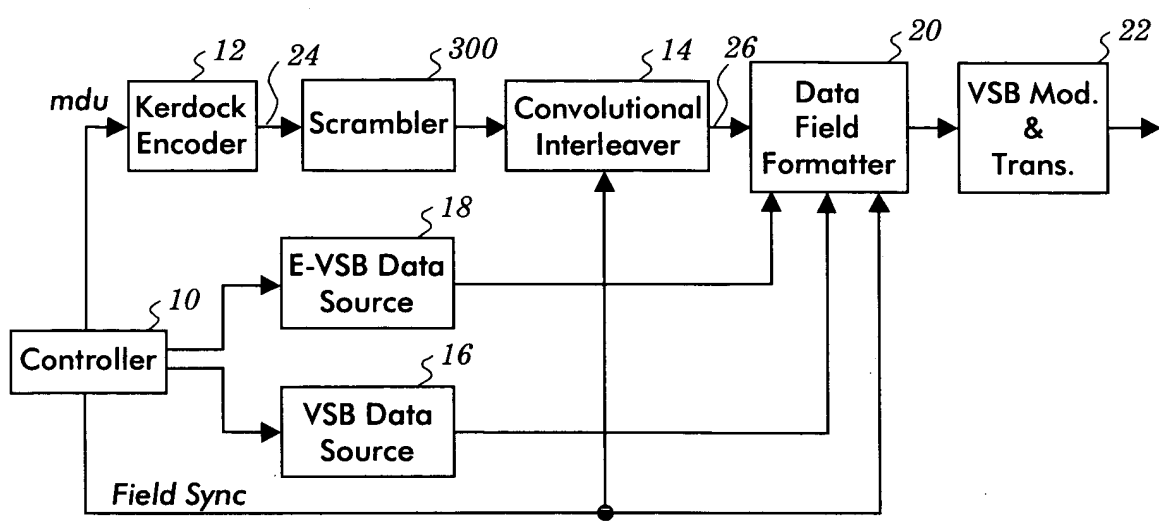 12
24
300
14
26
20
22
mdu
Kerdock
Encoder
Scrambler
Convolutional
Interleaver
Data
Field
Formatter
VSB Mod.
&
Trans.
18
E-VSB Data
Source
10
Controller
16
VSB Data
Source
Field Sync